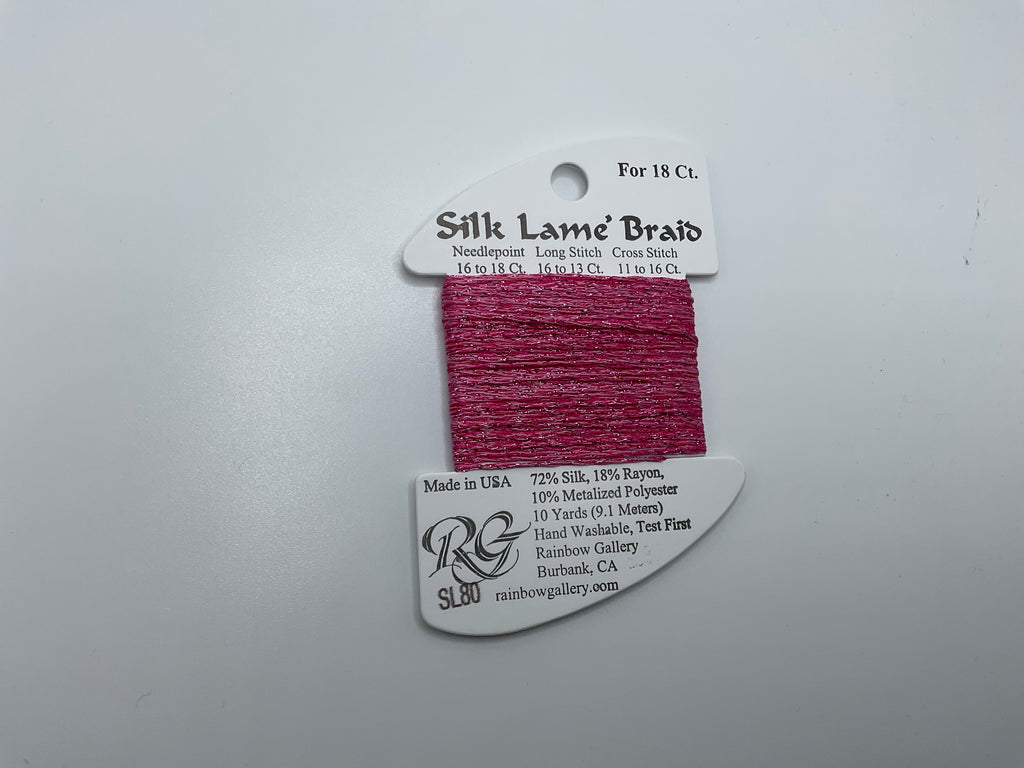 For 18 Ct.
Silk Lame' Braid
Needlepoint Long Stitch Cross Stitch
16 to 18 Ct. 16 to 13 Ct. 11 to 16 Ct.
Made in USA
72% Silk, 18% Rayon,
10% Metalized Polyester
10 Yards (9.1 Meters)
Hand Washable, Test First
Rainbow Gallery
Burbank, CA
RG
SL80
rainbowgallery.com